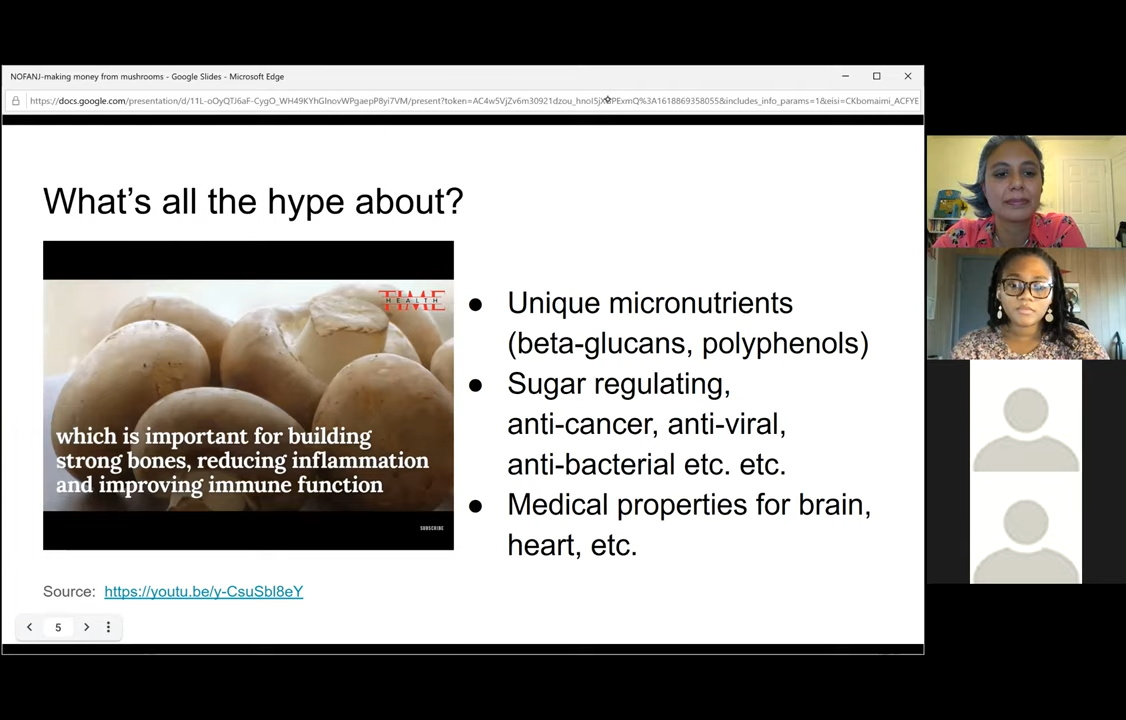 NOFANJ-making money from mushrooms - Google Slides - Microsoft Edge
What's all the hype about?
TIME
HEALTH
which is important for building
strong bones, reducing inflammation
and improving immune function
SUBSCRIBE
● Unique micronutrients
(beta-glucans, polyphenols)
● Sugar regulating,
anti-cancer, anti-viral,
anti-bacterial etc. etc.
● Medical properties for brain,
heart, etc.
Source: https://youtu.be/y-CsuSbl8eY
5